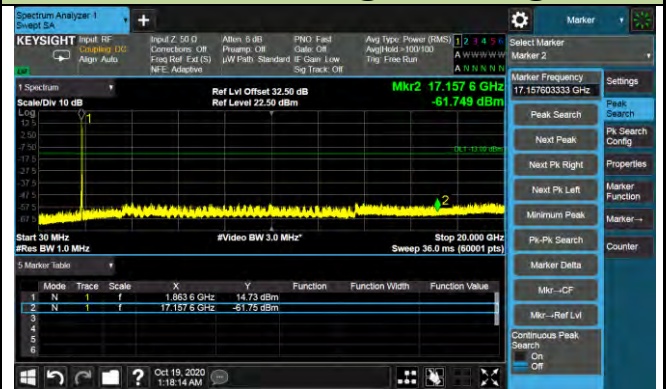 Spectrum Analyzer 1
Swept SA
+
Marker
KEYSIGHT Input: RF
Coupling: DC
Align: Auto
Input Z: 50 Ω
Corrections: Off
Freq Ref: Ext (S)
NFE: Adaptive
Atten: 6 dB
Preamp: Off
µW Path: Standard
PNO: Fast
Gate: Off
IF Gain: Low
Sig Track: Off
Avg Type: Power (RMS)
Avg|Hold:>100/100
Trig: Free Run
1 2 3 4 5 6
A W W W W W
A N N N N N
Select Marker
Marker 2
Marker Frequency
17.157603333 GHz
Settings
Peak Search
Peak
Search
Next Peak
Pk Search
Config
Next Pk Right
Properties
Next Pk Left
Marker
Function
Minimum Peak
Marker→
Pk-Pk Search
Counter
Marker Delta
Mkr→CF
Mkr→Ref Lvl
Continuous Peak
Search
On
Off
1 Spectrum
Scale/Div 10 dB
Log
Ref Lvl Offset 32.50 dB
Ref Level 22.50 dBm
Mkr2 17.157 6 GHz
-61.749 dBm
12.5
2.50
-7.50
-17.5
-27.5
-37.5
-47.5
-57.5
-67.5
1
2
DL1 -13.00 dBm
Start 30 MHz
#Res BW 1.0 MHz
#Video BW 3.0 MHz*
Stop 20.000 GHz
Sweep 36.0 ms (60001 pts)
5 Marker Table
Mode Trace Scale X Y Function Function Width Function Value
1 N 1 f 1.863 6 GHz 14.73 dBm
2 N 1 f 17.157 6 GHz -61.75 dBm
3
4
5
6
?
Oct 19, 2020
1:18:14 AM